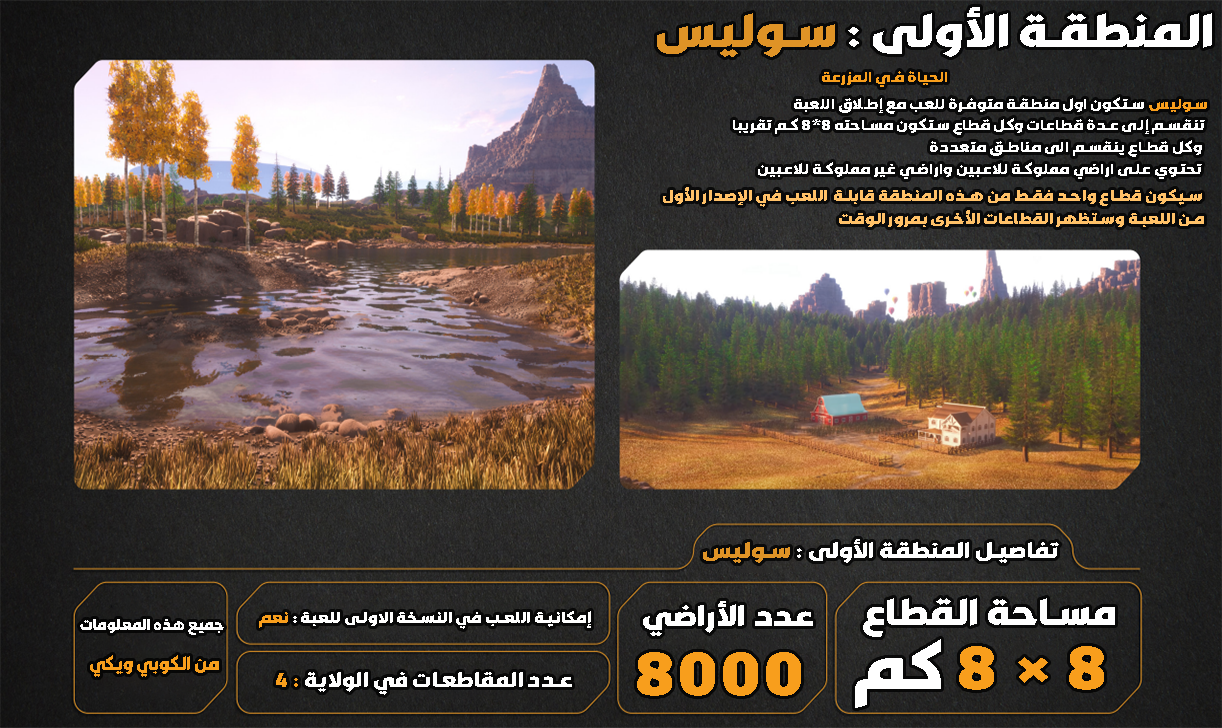 المنطقة الأولى : سوليس
الحياة في المزرعة
سوليس ستكون اول منطقة متوفرة للعب مع إطلاق اللعبة
تنقسم إلى عدة قطاعات وكل قطاع ستكون مساحته 8*8 كم تقريبا
وكل قطاع ينقسم الى مناطق متعددة
تحتوي على اراضي مملوكة للاعبين واراضي غير مملوكة للاعبين
سيكون قطاع واحد فقط من هذه المنطقة قابلة اللعب في الإصدار الأول
من اللعبة وستظهر القطاعات الأخرى بمرور الوقت
تفاصيل المنطقة الأولى : سوليس
مساحة القطاع
8 × 8 كم
عدد الأراضي
8000
إمكانية اللعب في النسخة الاولى للعبة : نعم
عدد المقاطعات في الولاية : 4
جميع هذه المعلومات
من الكوبي ويكي